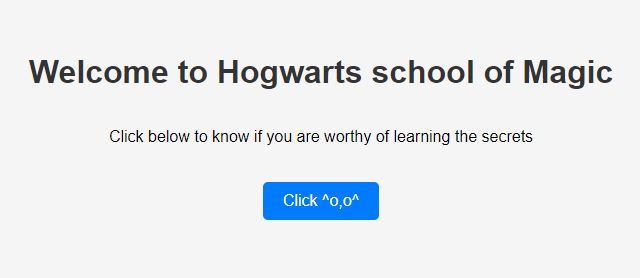 Welcome to Hogwarts school of Magic
Click below to know if you are worthy of learning the secrets
Click ^o,o^